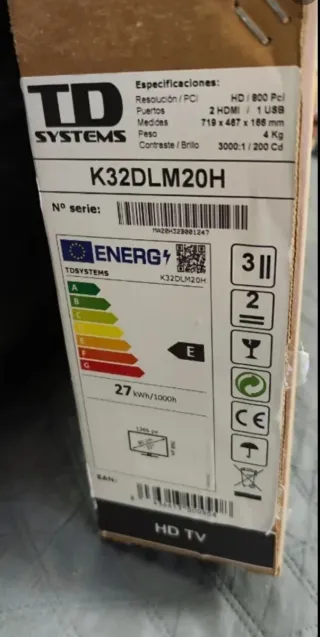 TD
SYSTEMS
Especificaciones:
Resolución / PCI HD / 800 Pci
Puertos 2 HDMI / 1 USB
Medidas 719 x 487 x 166 mm
Peso 4 Kg
Contraste / Brillo 3000:1 / 200 Cd
K32DLM20H
Nº serie:
MA20H32B001247
ENERG
TDSYSTEMS K32DLM20H
A
B
C
D
E
F
G
E
27 kWh/1000h
3
2
CE
EAN:
HD TV